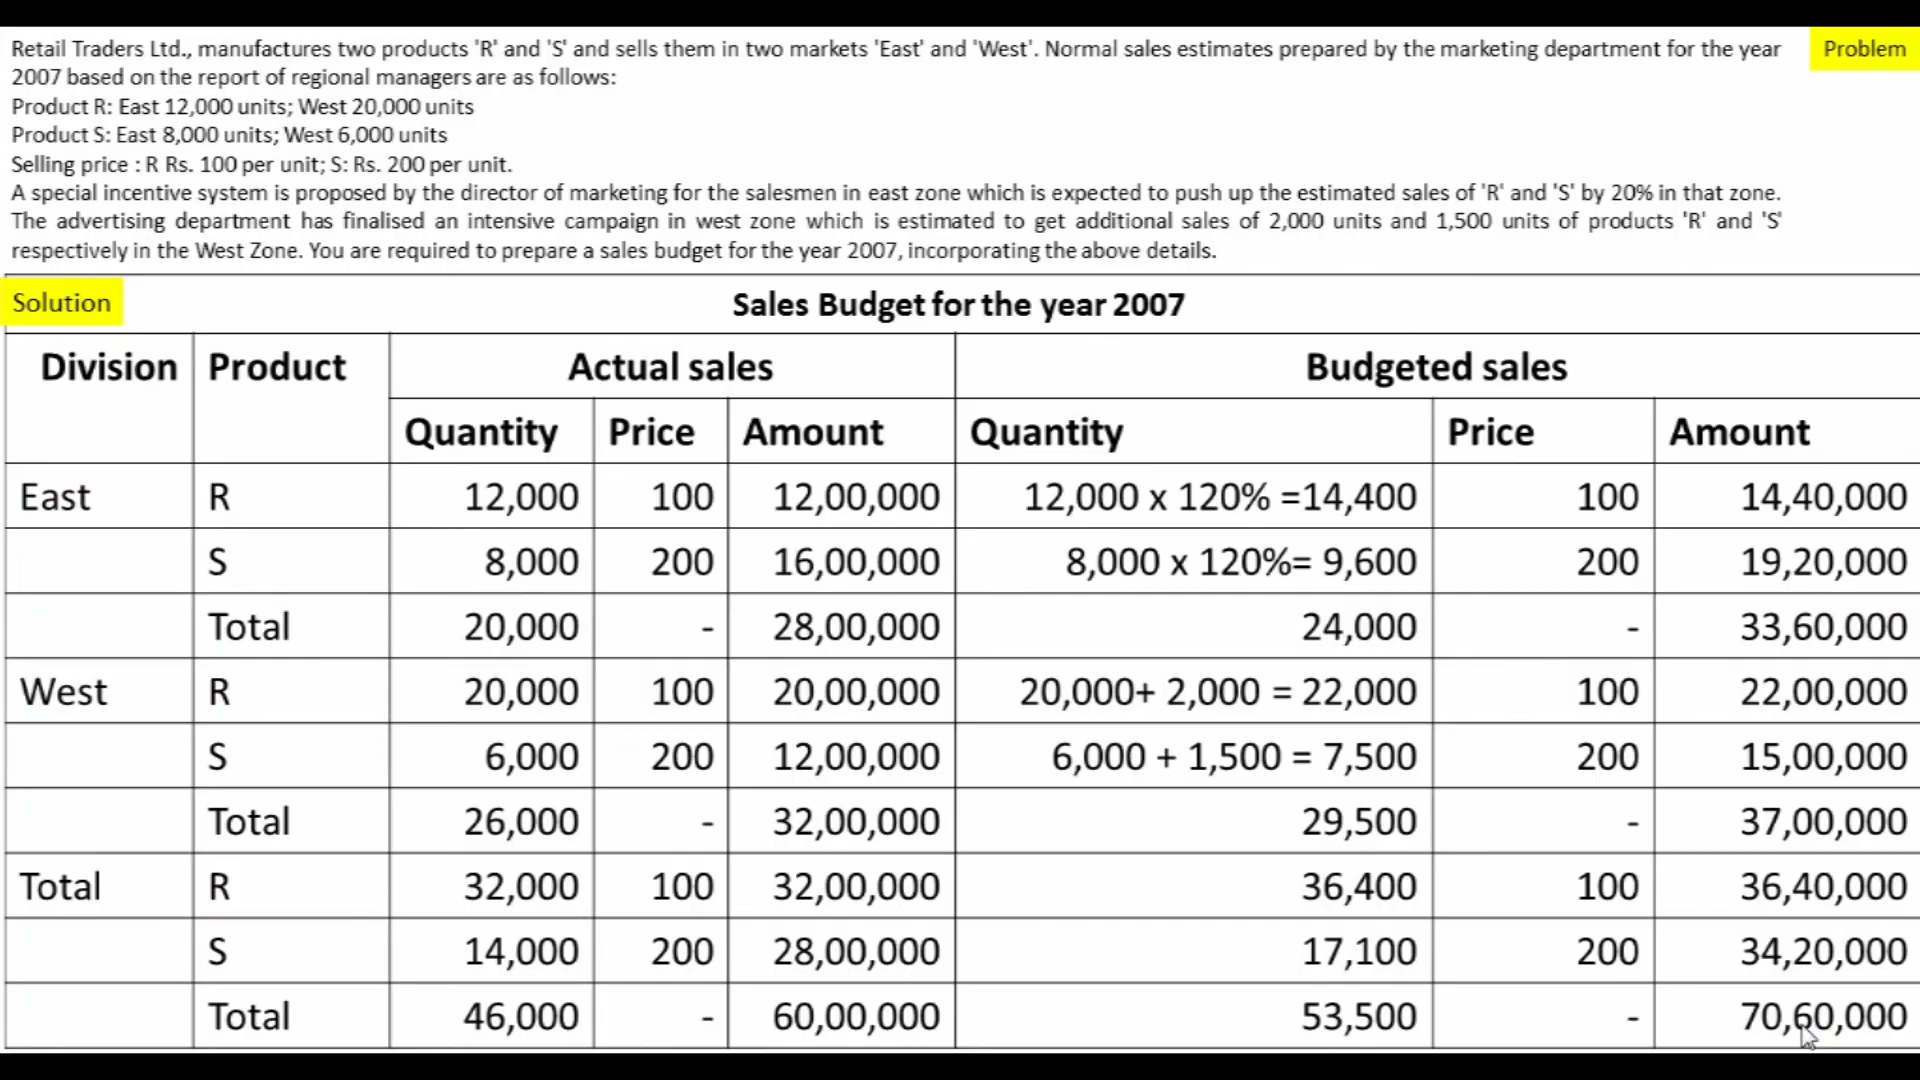 Retail Traders Ltd., manufactures two products 'R' and 'S' and sells them in two markets 'East' and 'West'. Normal sales estimates prepared by the marketing department for the year
Problem
2007 based on the report of regional managers are as follows:
Product R: East 12,000 units; West 20,000 units
Product S: East 8,000 units; West 6,000 units
Selling price : R Rs. 100 per unit; S: Rs. 200 per unit.
A special incentive system is proposed by the director of marketing for the salesmen in east zone which is expected to push up the estimated sales of 'R' and 'S' by 20% in that zone.
The advertising department has finalised an intensive campaign in west zone which is estimated to get additional sales of 2,000 units and 1,500 units of products 'R' and 'S'
respectively in the West Zone. You are required to prepare a sales budget for the year 2007, incorporating the above details.
Solution
Sales Budget for the year 2007
Division Product Actual sales Budgeted sales
Quantity Price Amount Quantity Price Amount
East R 12,000 100 12,00,000 12,000 x 120% =14,400 100 14,40,000
S 8,000 200 16,00,000 8,000 x 120%= 9,600 200 19,20,000
Total 20,000 - 28,00,000 24,000 - 33,60,000
West R 20,000 100 20,00,000 20,000+ 2,000 = 22,000 100 22,00,000
S 6,000 200 12,00,000 6,000 + 1,500 = 7,500 200 15,00,000
Total 26,000 - 32,00,000 29,500 - 37,00,000
Total R 32,000 100 32,00,000 36,400 100 36,40,000
S 14,000 200 28,00,000 17,100 200 34,20,000
Total 46,000 - 60,00,000 53,500 - 70,60,000